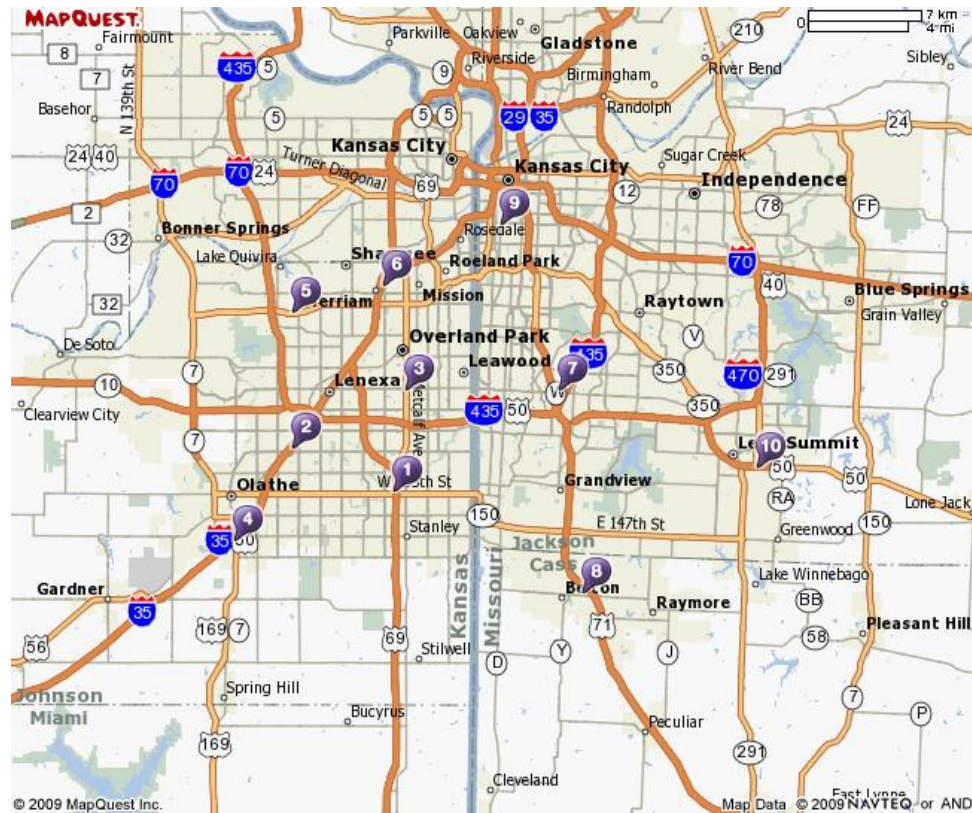 MAPQUEST
7 km
0
4 mi
Fairmount
Parkville
Oakview
Gladstone
210
8
435
5
9
Riverside
River Bend
Sibley
7
Birmingham
Basehor
N 139th St
5
5
5
29
35
Randolph
24
24
40
70
70
24
Turner Diagonal
Kansas City
69
Kansas City
Sugar Creek
Independence
12
2
9
78
FF
32
Bonner Springs
Rosedale
Lake Quivira
6
Roeland Park
70
40
Blue Springs
32
5
Mission
Raytown
Grain Valley
De Soto
Overland Park
V
7
3
Leawood
7
435
350
470
291
10
Lenexa
Metcalf Ave
W
Clearview City
435
50
350
2
10
Summit
7
1
50
50
Olathe
Grandview
RA
Lone Jack
4
150
E 147th St
150
35
50
Stanley
Greenwood
Jackson
Cass
8
Lake Winnebago
Gardner
35
Kansas
Missouri
Raymore
BB
169
7
69
71
58
Pleasant Hill
56
Stilwell
D
Y
J
Johnson
Miami
Spring Hill
7
Bucyrus
P
169
Peculiar
291
Cleveland
East Lynne
© 2009 MapQuest Inc.
Map Data © 2009 NAVTEQ or AND